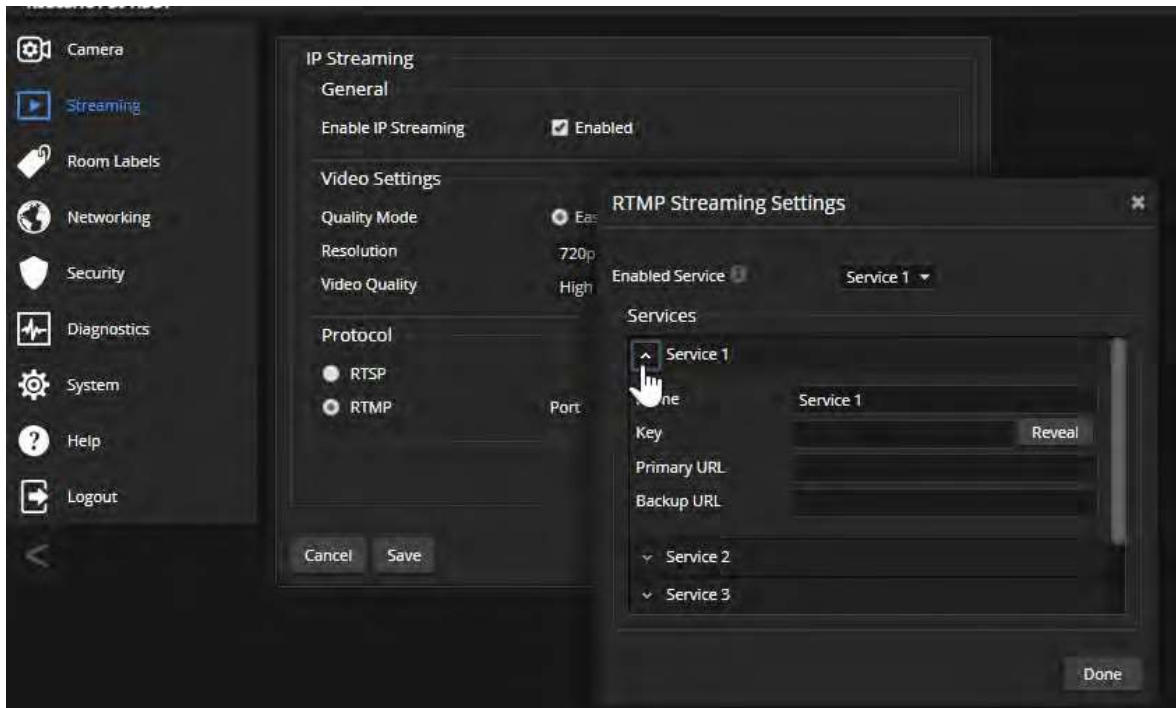 Camera
Streaming
Room Labels
Networking
Security
Diagnostics
System
Help
Logout
IP Streaming
General
Enable IP Streaming Enabled
Video Settings
Quality Mode
Resolution 720p
Video Quality High
Protocol
RTSP
RTMP Port
Cancel Save
RTMP Streaming Settings
Enabled Service Service 1
Services
Service 1
Service 1
Key Reveal
Primary URL
Backup URL
Service 2
Service 3
Done